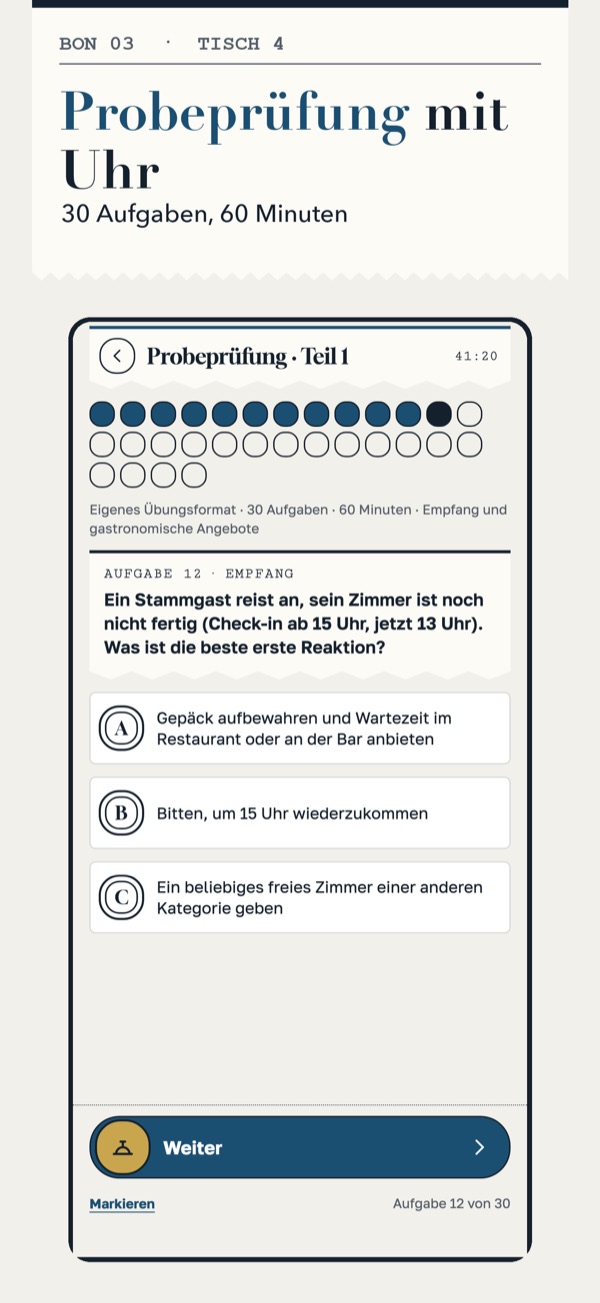 BON 03 · TISCH 4
Probeprüfung mit
Uhr
30 Aufgaben, 60 Minuten
Probeprüfung · Teil 1
41:20
Eigenes Übungsformat · 30 Aufgaben · 60 Minuten · Empfang und
gastronomische Angebote
AUFGABE 12 · EMPFANG
Ein Stammgast reist an, sein Zimmer ist noch
nicht fertig (Check-in ab 15 Uhr, jetzt 13 Uhr).
Was ist die beste erste Reaktion?
A
Gepäck aufbewahren und Wartezeit im
Restaurant oder an der Bar anbieten
B
Bitten, um 15 Uhr wiederzukommen
C
Ein beliebiges freies Zimmer einer anderen
Kategorie geben
Weiter
Markieren
Aufgabe 12 von 30